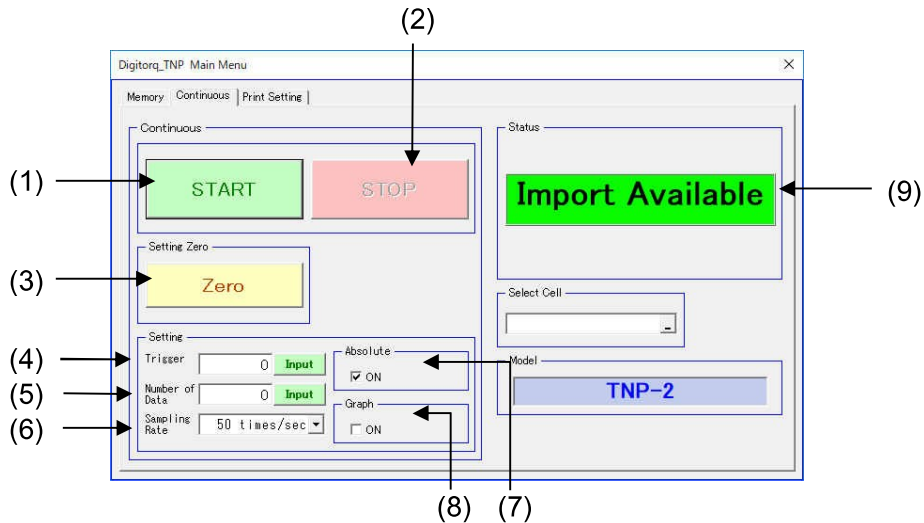 (2)
Digitorq_TNP Main Menu
Memory Continuous Print Setting
Continuous
Status
(1)
START
STOP
Import Available
(9)
Setting Zero
(3)
Zero
Select Cell
Setting
(4)
Trigger 0 Input
Absolute
ON
Model
TNP-2
(5)
Number of
Data
0 Input
Graph
ON
(6)
Sampling
Rate
50 times/sec
(8) (7)